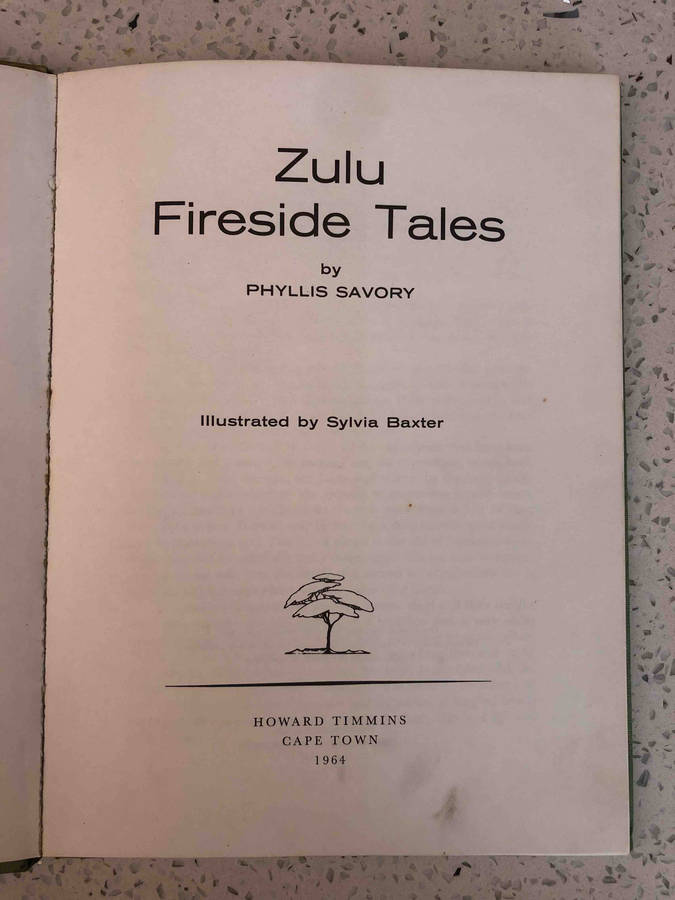 Zulu
Fireside Tales
by
PHYLLIS SAVORY
Illustrated by Sylvia Baxter
HOWARD TIMMINS
CAPE TOWN
1964